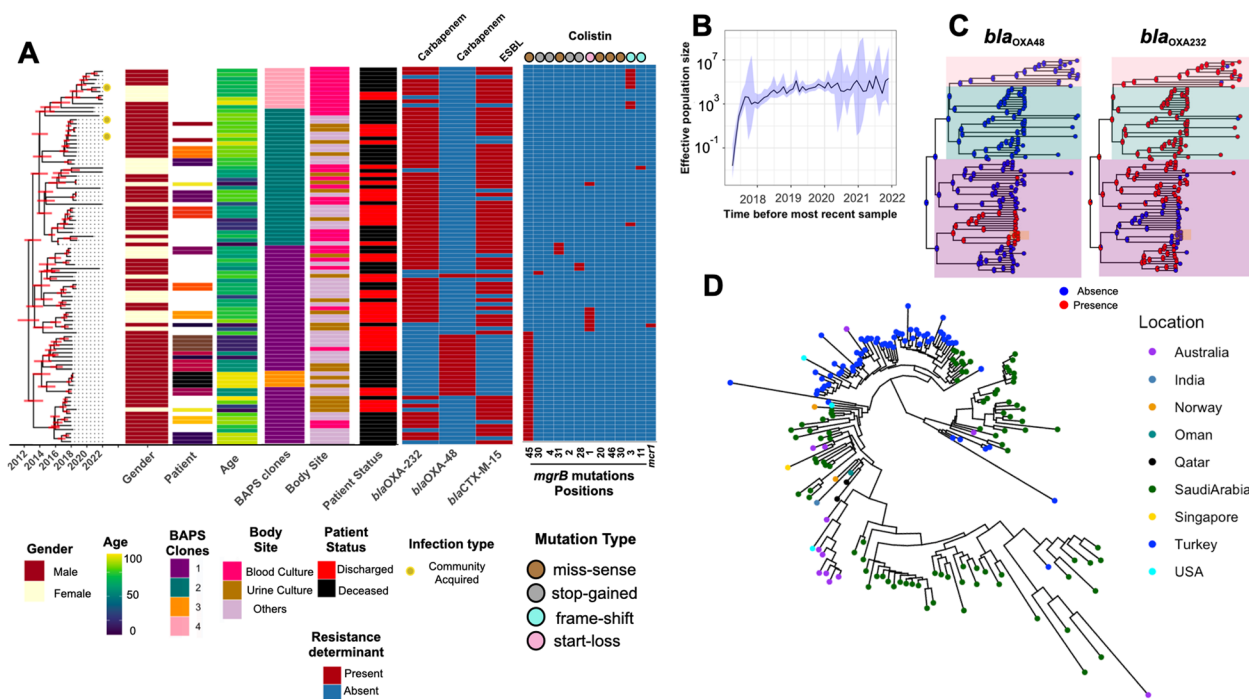 A
Carbapenem
Carbapenem
ESBL
Colistin
2012
2014
2016
2018
2020
2022
Gender
Patient
Age
BAPS clones
Body Site
Patient Status
blaOXA-232
blaOXA-48
blaCTX-M-15
45 30 4 31 2 28 1 20 46 30 3 11 mcr1
mgrB mutations
Positions
Gender
Male
Female
Age
100
50
0
BAPS
Clones
1
2
3
4
Body
Site
Blood Culture
Urine Culture
Others
Patient
Status
Discharged
Deceased
Infection type
Community
Acquired
Resistance
determinant
Present
Absent
Mutation Type
miss-sense
stop-gained
frame-shift
start-loss
B
Effective population size
10^7
10^3
10^-1
2018 2019 2020 2021 2022
Time before most recent sample
C
blaOXA48
blaOXA232
Absence
Presence
D
Location
Australia
India
Norway
Oman
Qatar
SaudiArabia
Singapore
Turkey
USA